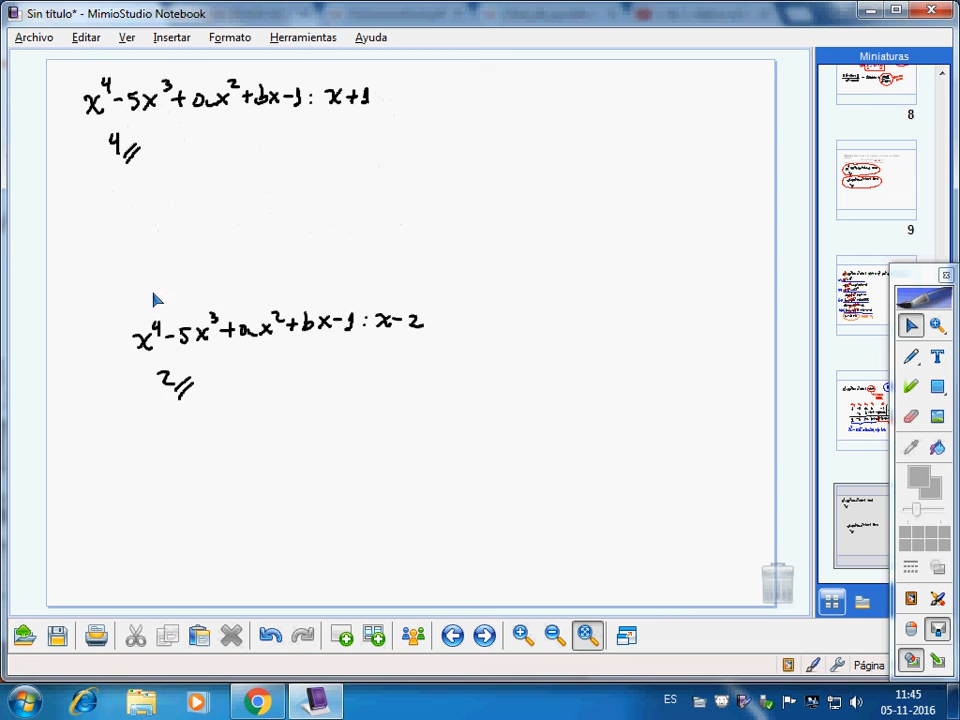 Sin título* - MimioStudio Notebook
Archivo Editar Ver Insertar Formato Herramientas Ayuda
Miniaturas
x⁴-5x³+ax²+bx-1 : x+1
4//
x⁴-5x³+ax²+bx-1 : x-2
2//
8
9
T
Página
ES
11:45
05-11-2016